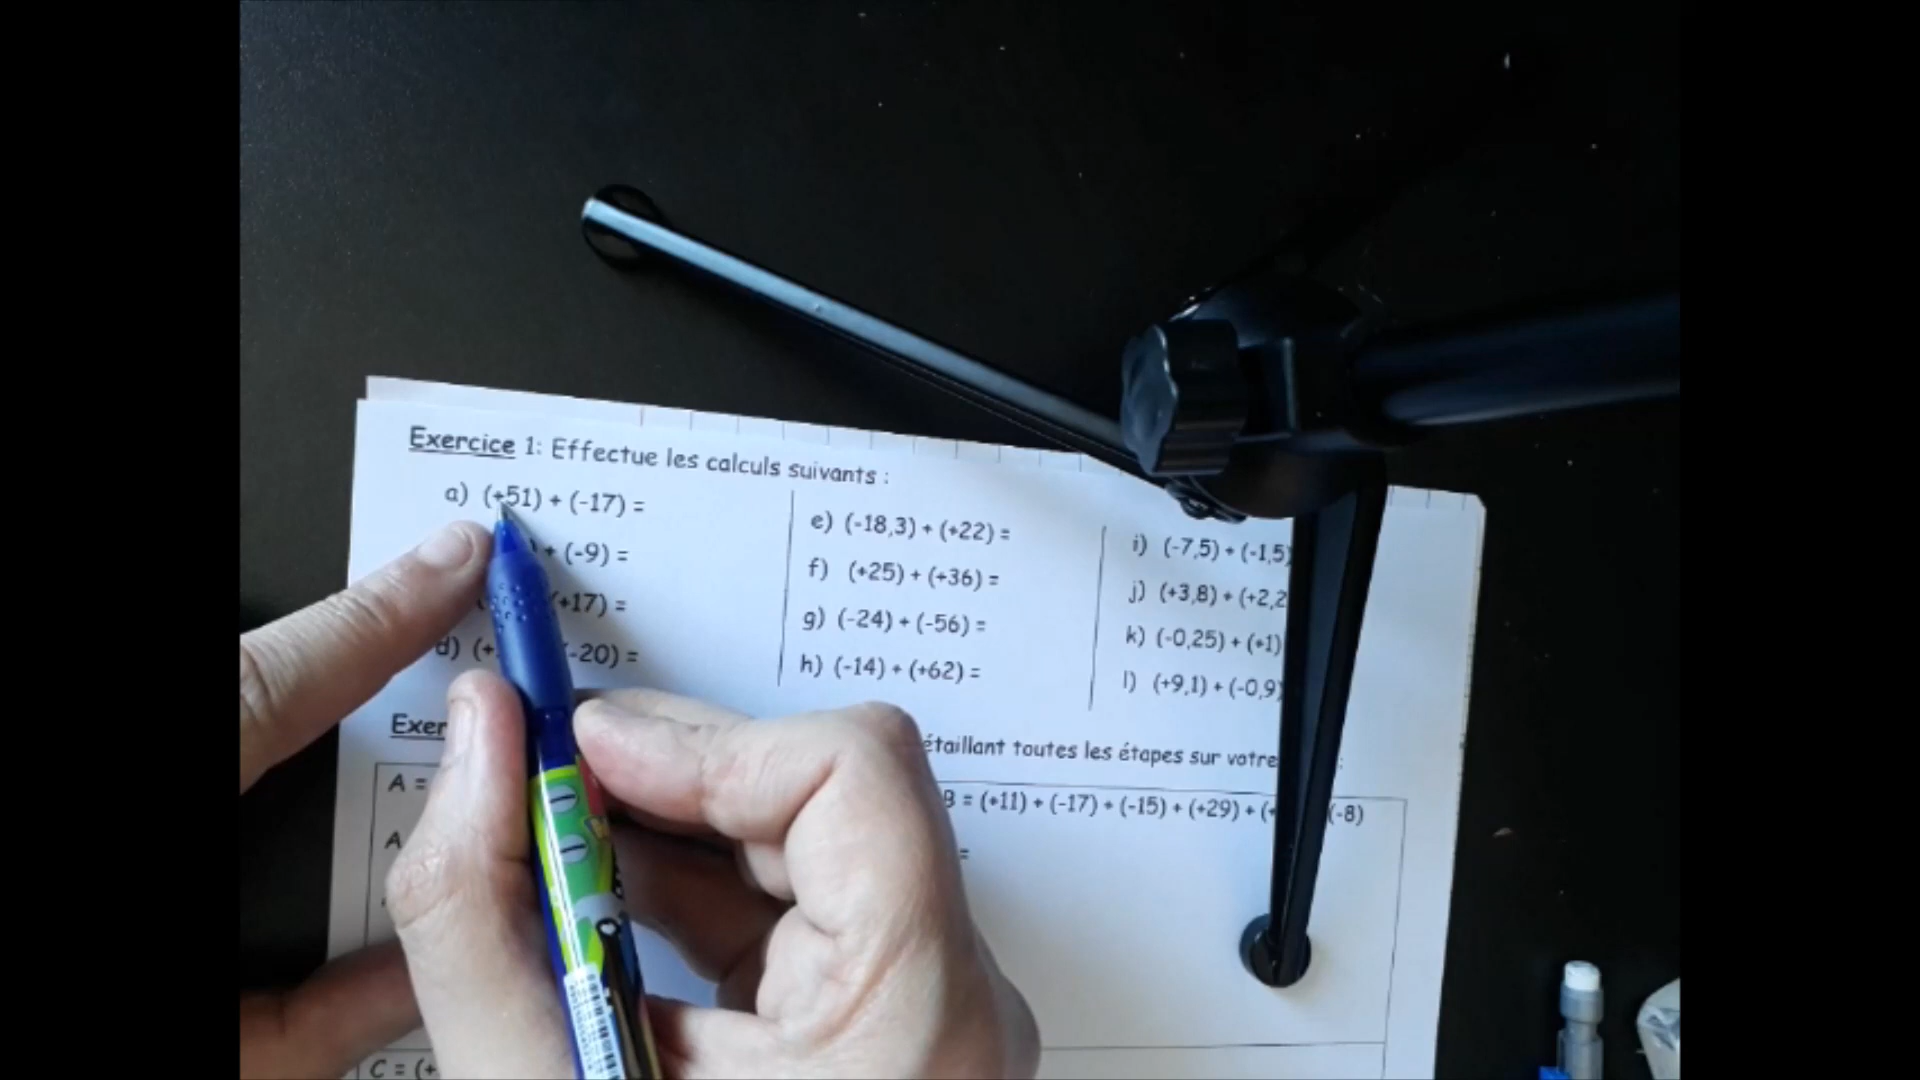 Exercice 1: Effectue les calculs suivants :
a) (+51) + (-17) =
+ (-9) =
(+17) =
d) (+ (-20) =
e) (-18,3) + (+22) =
f) (+25) + (+36) =
g) (-24) + (-56) =
h) (-14) + (+62) =
i) (-7,5) + (-1,5)
j) (+3,8) + (+2,2
k) (-0,25) + (+1)
l) (+9,1) + (-0,9)
Exer étaillant toutes les étapes sur votre :
A =
A
B = (+11) + (-17) + (-15) + (+29) + (+ (-8)
=
C = (+